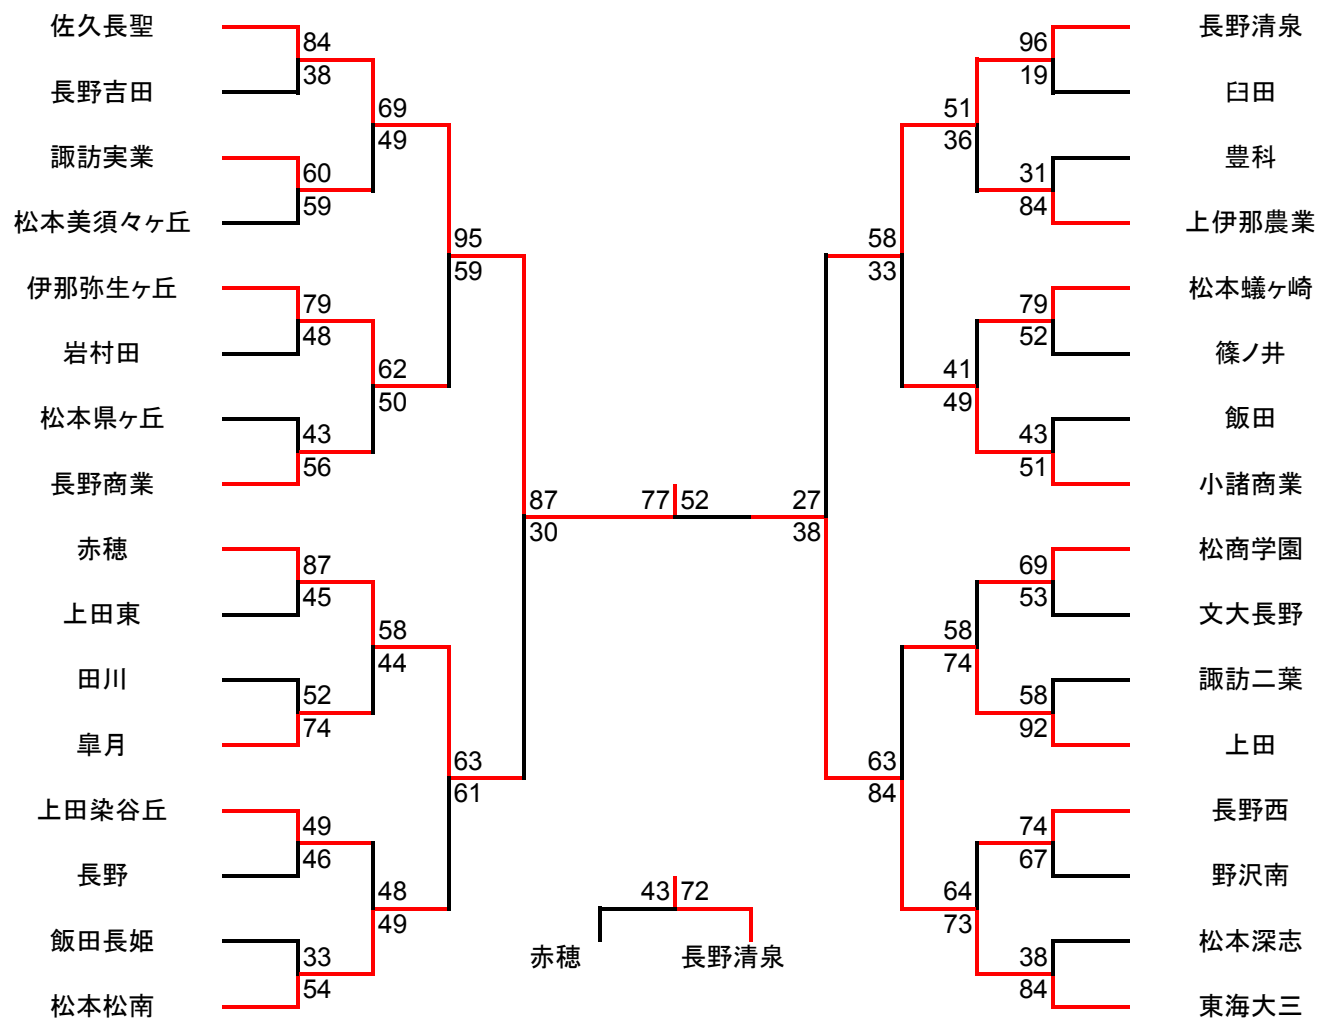 佐久長聖
84
38
長野吉田
69
49
諏訪実業
60
59
松本美須々ヶ丘
95
59
伊那弥生ヶ丘
79
48
岩村田
62
50
松本県ヶ丘
43
56
長野商業
87
30
赤穂
87
45
上田東
58
44
田川
52
74
皐月
63
61
上田染谷丘
49
46
長野
48
49
飯田長姫
33
54
松本松南
77 52
43 72
赤穂 長野清泉
長野清泉
96
19
臼田
51
36
豊科
31
84
上伊那農業
58
33
松本蟻ヶ崎
79
52
篠ノ井
41
49
飯田
43
51
小諸商業
27
38
松商学園
69
53
文大長野
58
74
諏訪二葉
58
92
上田
63
84
長野西
74
67
野沢南
64
73
松本深志
38
84
東海大三